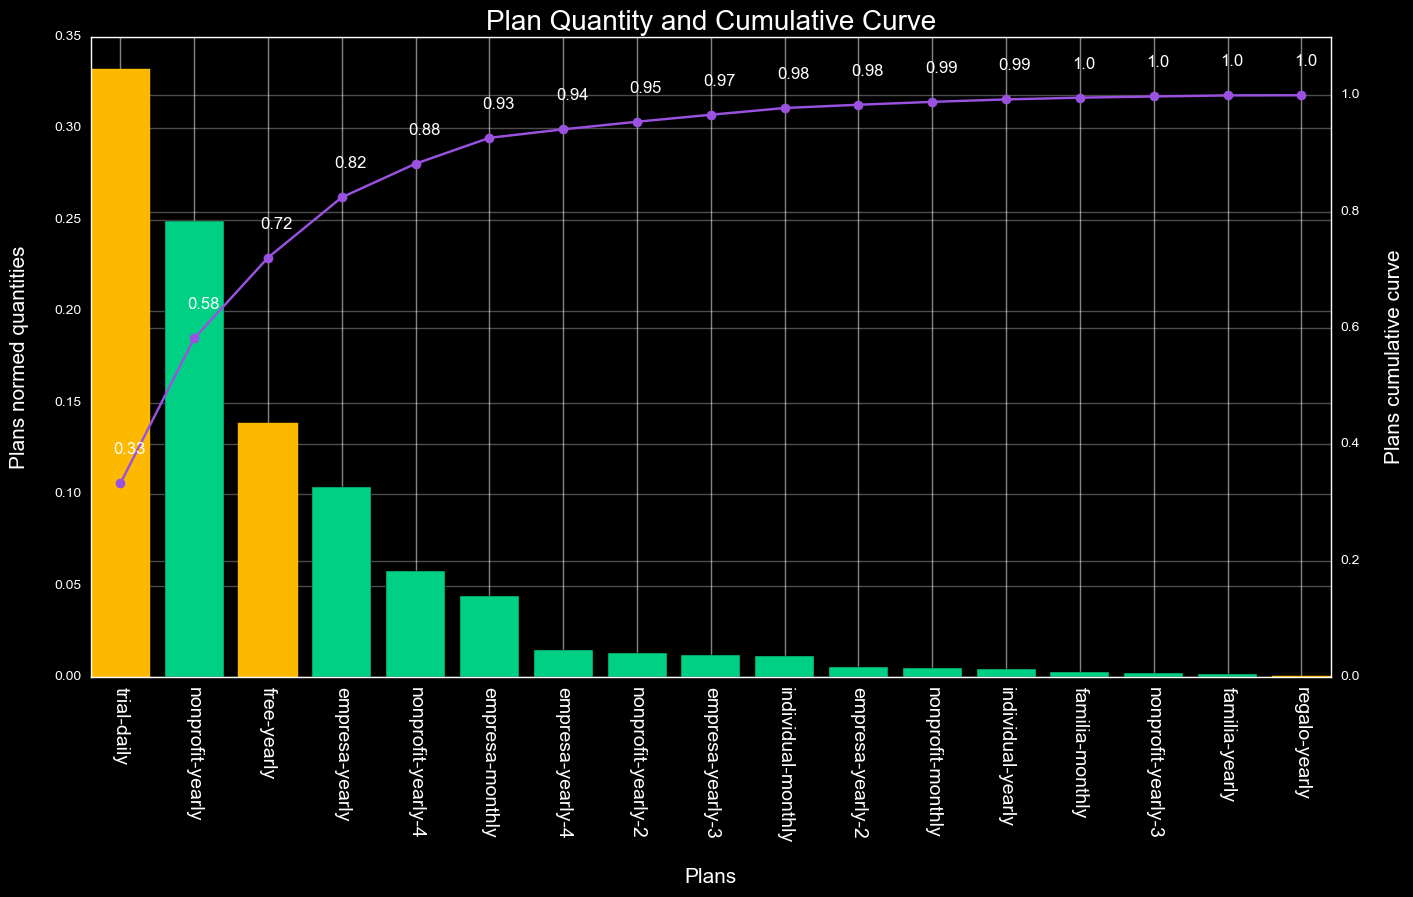 Plan Quantity and Cumulative Curve
0.35
0.30
0.25
0.20
0.15
0.10
0.05
0.00
Plans normed quantities
0.33
0.58
0.72
0.82
0.88
0.93
0.94
0.95
0.97
0.98
0.98
0.99
0.99
1.0
1.0
1.0
1.0
1.0
0.8
0.6
0.4
0.2
0.0
Plans cumulative curve
trial-daily
nonprofit-yearly
free-yearly
empresa-yearly
nonprofit-yearly-4
empresa-monthly
empresa-yearly-4
nonprofit-yearly-2
empresa-yearly-3
individual-monthly
empresa-yearly-2
nonprofit-monthly
individual-yearly
familia-monthly
nonprofit-yearly-3
familia-yearly
regalo-yearly
Plans